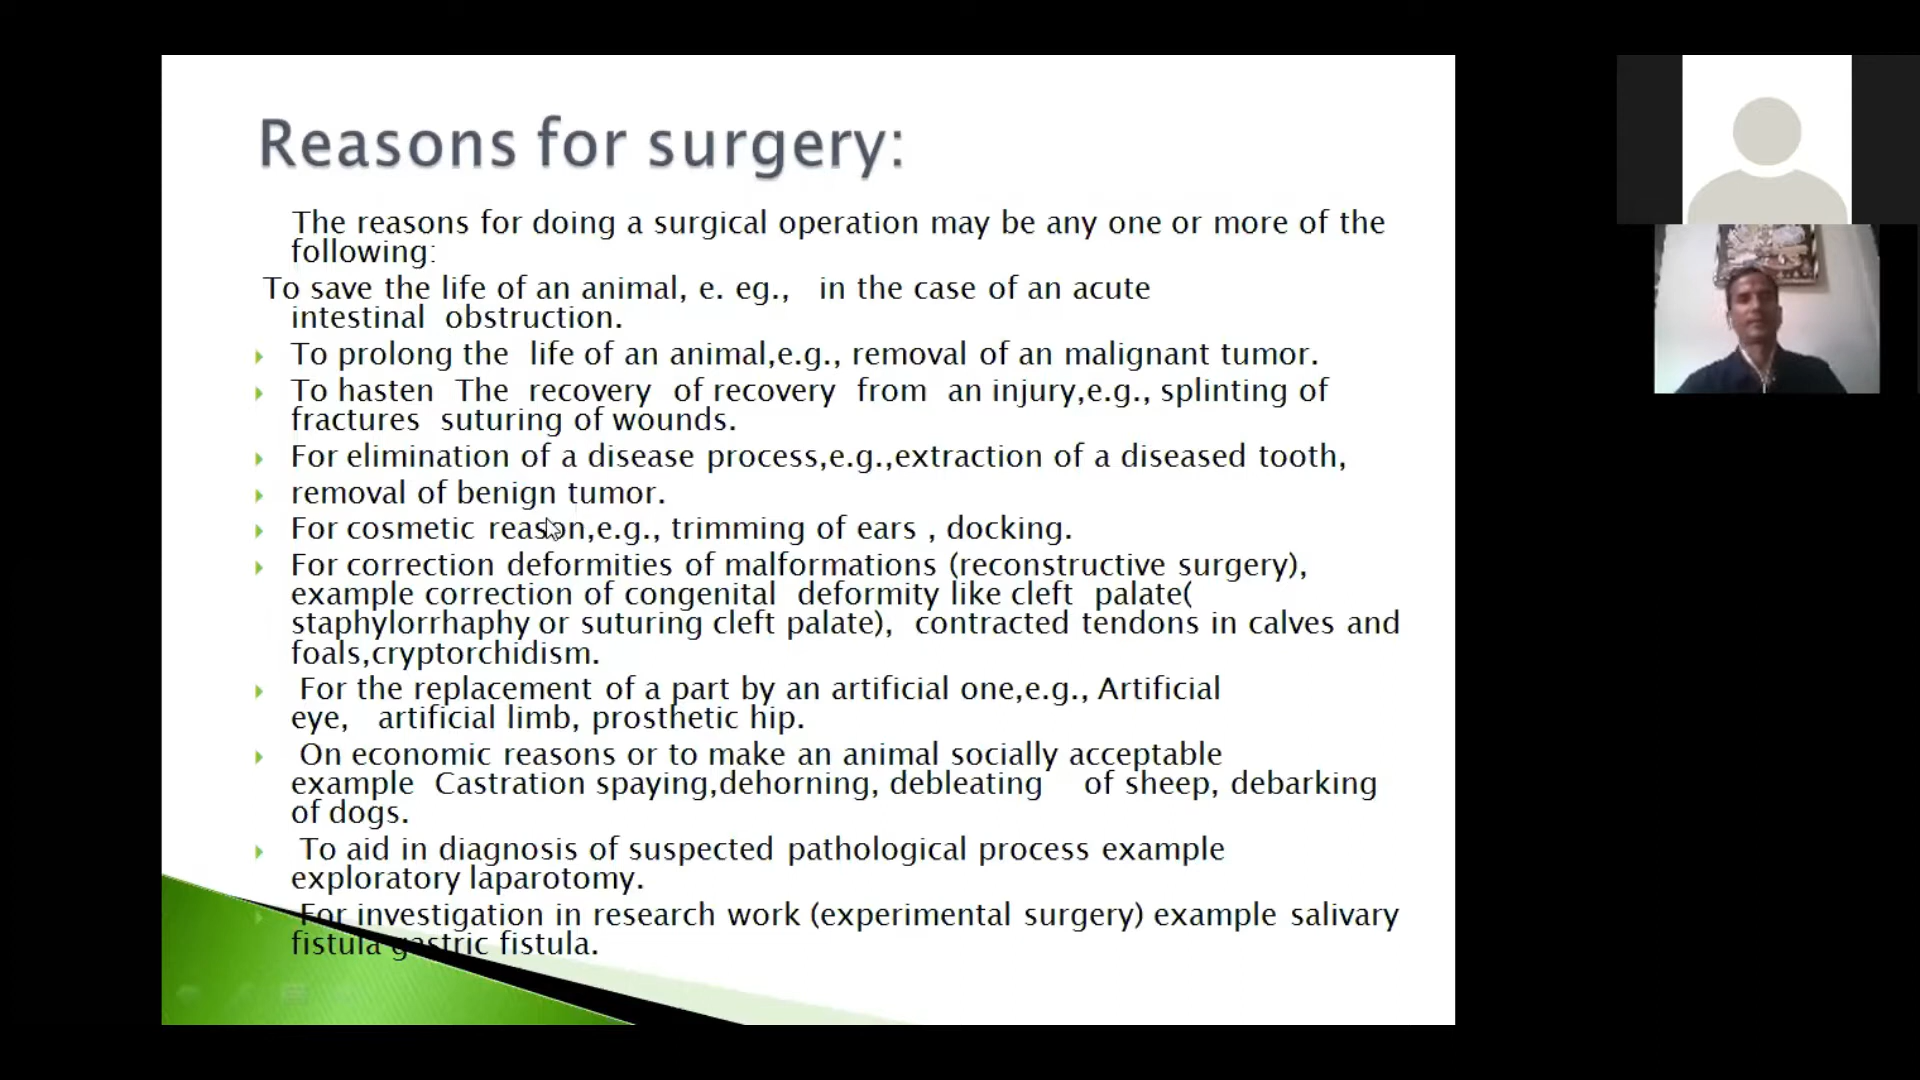 Reasons for surgery:
The reasons for doing a surgical operation may be any one or more of the
following:
To save the life of an animal, e. eg., in the case of an acute
intestinal obstruction.
To prolong the life of an animal,e.g., removal of an malignant tumor.
To hasten The recovery of recovery from an injury,e.g., splinting of
fractures suturing of wounds.
For elimination of a disease process,e.g.,extraction of a diseased tooth,
removal of benign tumor.
For cosmetic reason,e.g., trimming of ears , docking.
For correction deformities of malformations (reconstructive surgery),
example correction of congenital deformity like cleft palate(
staphylorrhaphy or suturing cleft palate), contracted tendons in calves and
foals,cryptorchidism.
For the replacement of a part by an artificial one,e.g., Artificial
eye, artificial limb, prosthetic hip.
On economic reasons or to make an animal socially acceptable
example Castration spaying,dehorning, debleating of sheep, debarking
of dogs.
To aid in diagnosis of suspected pathological process example
exploratory laparotomy.
For investigation in research work (experimental surgery) example salivary
fistula gastric fistula.